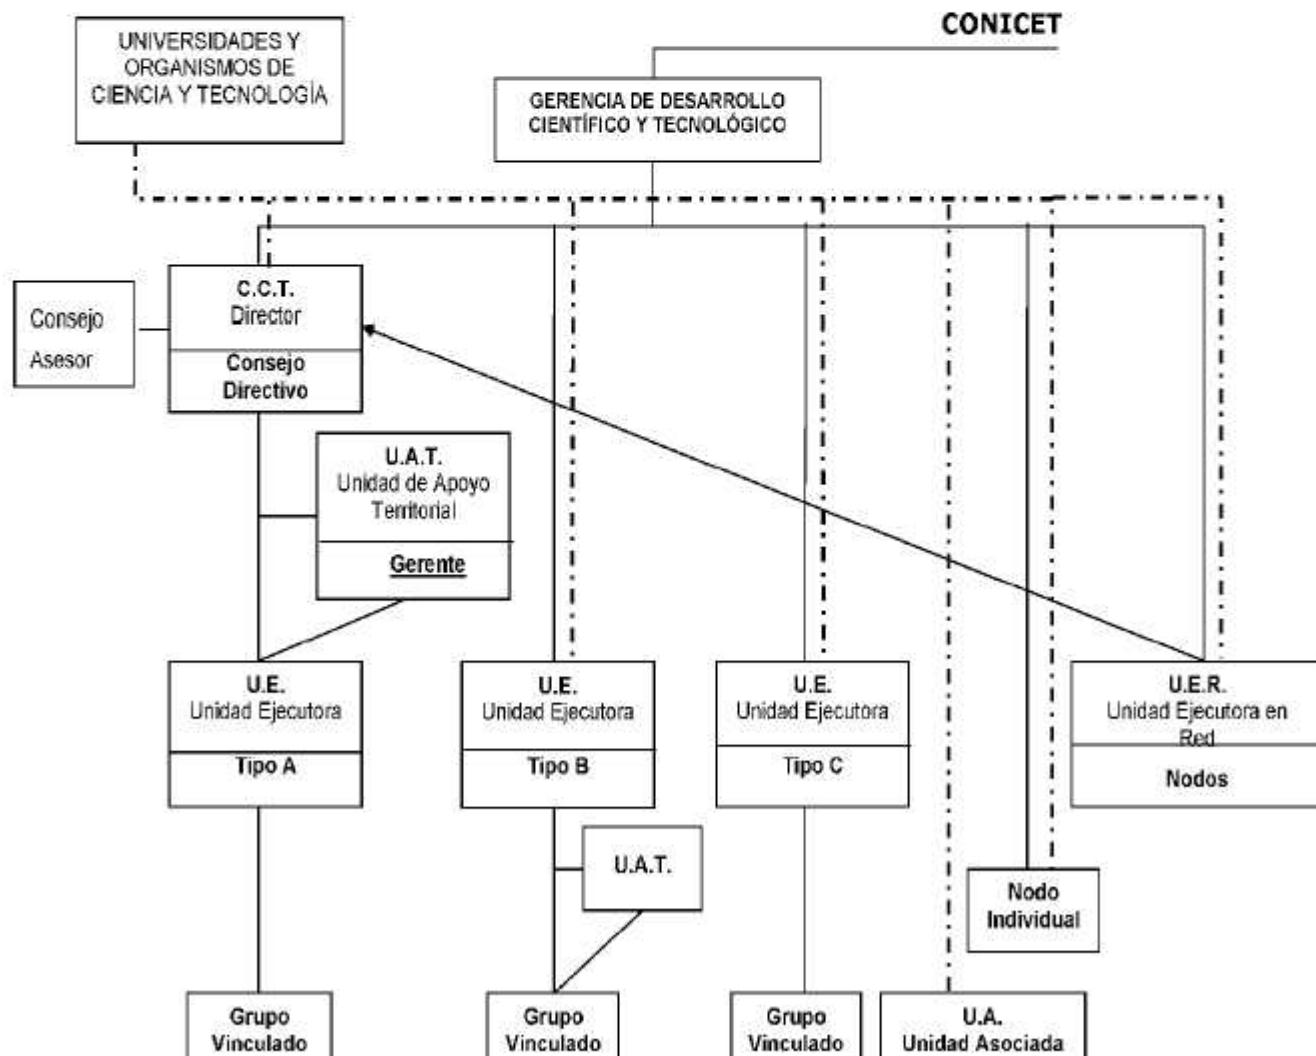 CONICET
UNIVERSIDADES Y
ORGANISMOS DE
CIENCIA Y TECNOLOGÍA
GERENCIA DE DESARROLLO
CIENTÍFICO Y TECNOLÓGICO
Consejo
Asesor
C.C.T.
Director
Consejo
Directivo
U.A.T.
Unidad de Apoyo
Territorial
Gerente
U.E.
Unidad Ejecutora
Tipo A
U.E.
Unidad Ejecutora
Tipo B
U.E.
Unidad Ejecutora
Tipo C
U.E.R.
Unidad Ejecutora en
Red
Nodos
U.A.T.
Nodo
Individual
Grupo
Vinculado
Grupo
Vinculado
Grupo
Vinculado
U.A.
Unidad Asociada